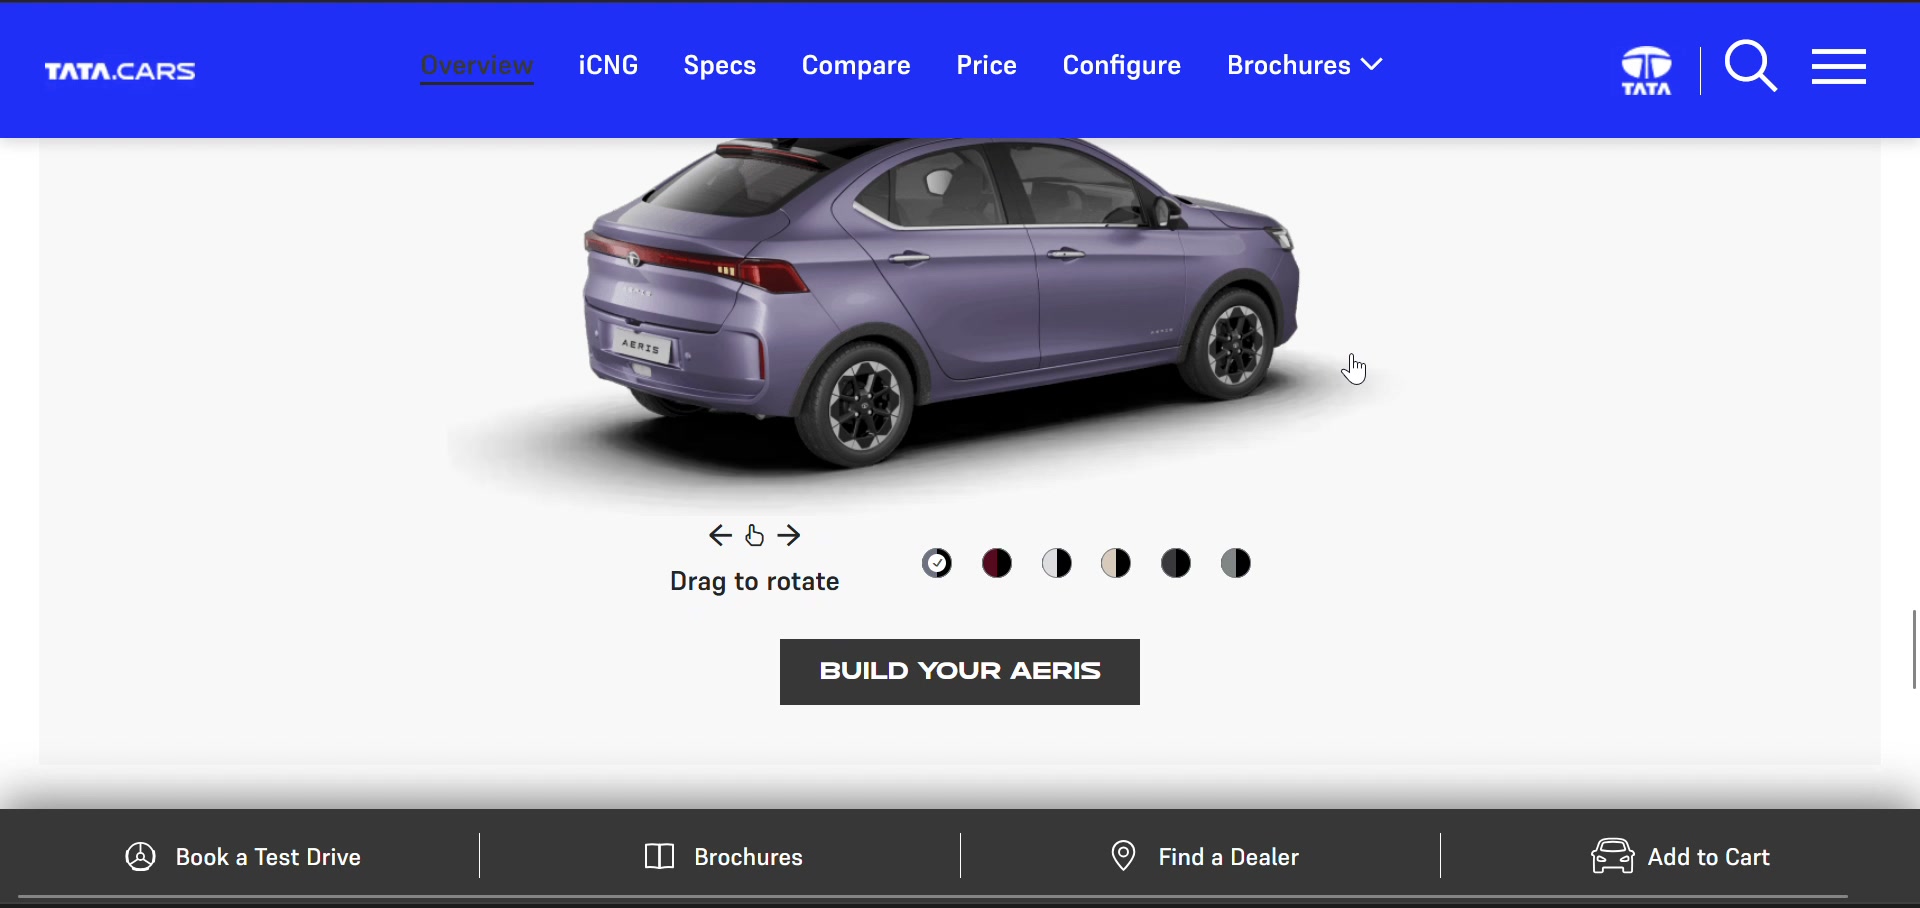 TATA.CARS
Overview
iCNG
Specs
Compare
Price
Configure
Brochures
TATA
AERIS
Drag to rotate
BUILD YOUR AERIS
Book a Test Drive
Brochures
Find a Dealer
Add to Cart